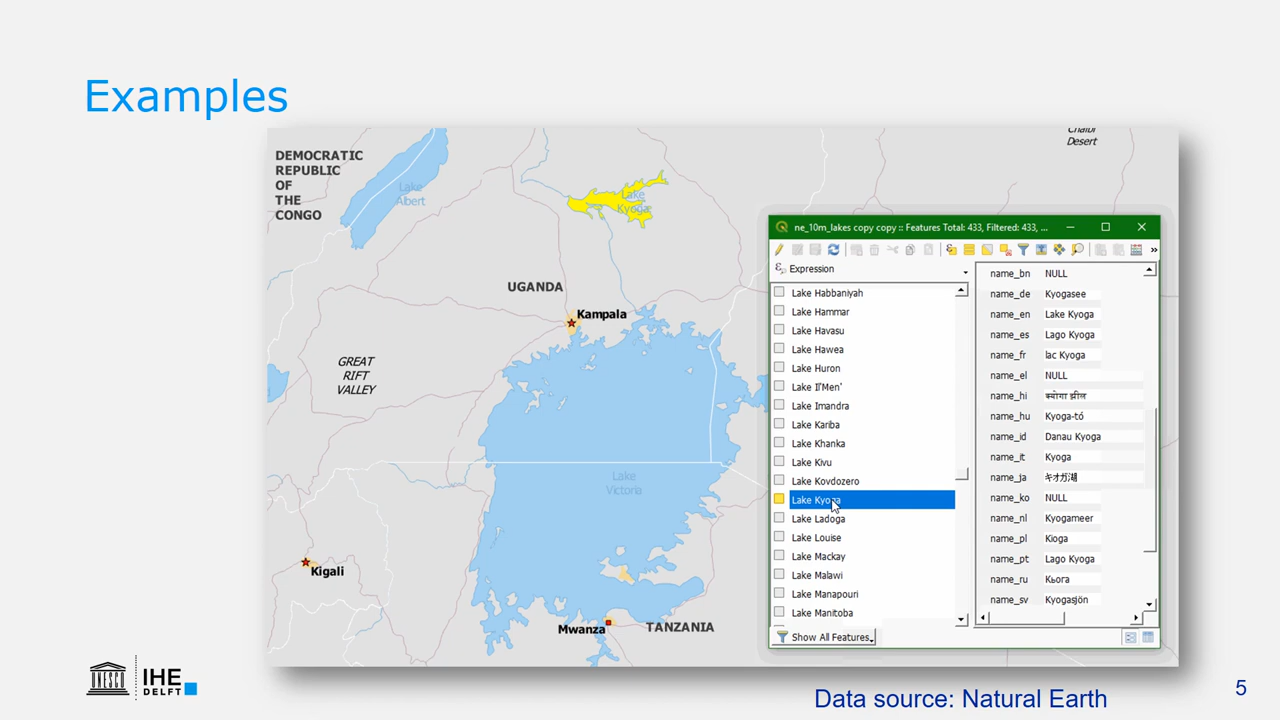 Examples
Chalbi
Desert
DEMOCRATIC
REPUBLIC
OF
THE
CONGO
Lake
Albert
Lake
Kyoga
UGANDA
Kampala
GREAT
RIFT
VALLEY
Lake
Victoria
Kigali
Mwanza
TANZANIA
ne_10m_lakes copy copy :: Features Total: 433, Filtered: 433, ...
Expression
Lake Habbaniyah
Lake Hammar
Lake Havasu
Lake Hawea
Lake Huron
Lake Il'Men'
Lake Imandra
Lake Kariba
Lake Khanka
Lake Kivu
Lake Kovdozero
Lake Kyoga
Lake Ladoga
Lake Louise
Lake Mackay
Lake Malawi
Lake Manapouri
Lake Manitoba
Show All Features
name_bn NULL
name_de Kyogasee
name_en Lake Kyoga
name_es Lago Kyoga
name_fr lac Kyoga
name_el NULL
name_hi क्योगा झील
name_hu Kyoga-tó
name_id Danau Kyoga
name_it Kyoga
name_ja キオガ湖
name_ko NULL
name_nl Kyogameer
name_pl Kioga
name_pt Lago Kyoga
name_ru Кьога
name_sv Kyogasjön
UNESCO
IHE
DELFT
Data source: Natural Earth
5